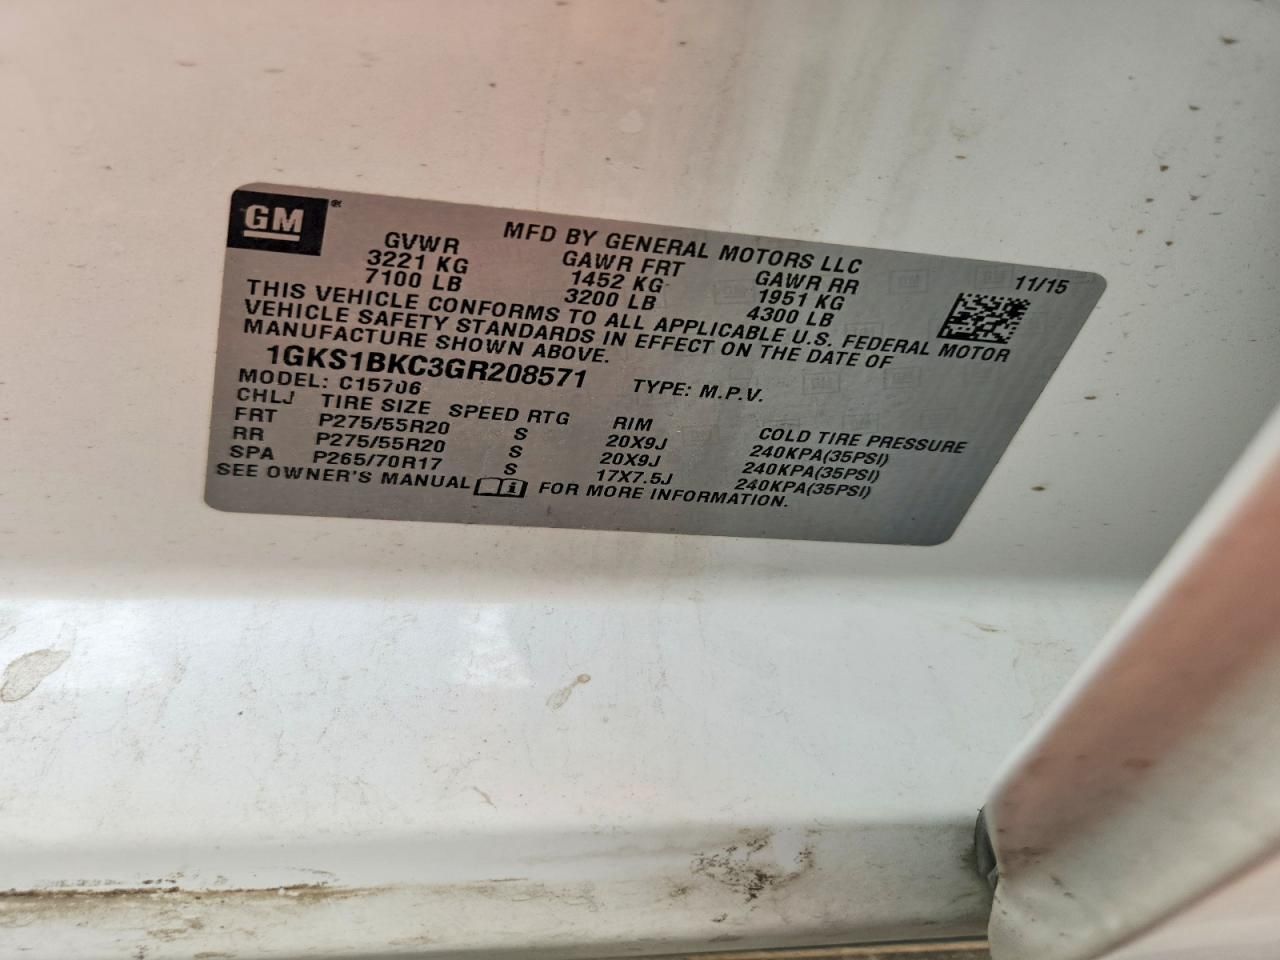 GM
MFD BY GENERAL MOTORS LLC 11/15
GVWR GAWR FRT GAWR RR
3221 KG 1452 KG 1951 KG
7100 LB 3200 LB 4300 LB
THIS VEHICLE CONFORMS TO ALL APPLICABLE U.S. FEDERAL MOTOR
VEHICLE SAFETY STANDARDS IN EFFECT ON THE DATE OF
MANUFACTURE SHOWN ABOVE.
1GKS1BKC3GR208571 TYPE: M.P.V.
MODEL: C15706
CHLJ TIRE SIZE SPEED RTG RIM COLD TIRE PRESSURE
FRT P275/55R20 S 20X9J 240KPA(35PSI)
RR P275/55R20 S 20X9J 240KPA(35PSI)
SPA P265/70R17 S 17X7.5J 240KPA(35PSI)
SEE OWNER'S MANUAL i FOR MORE INFORMATION.